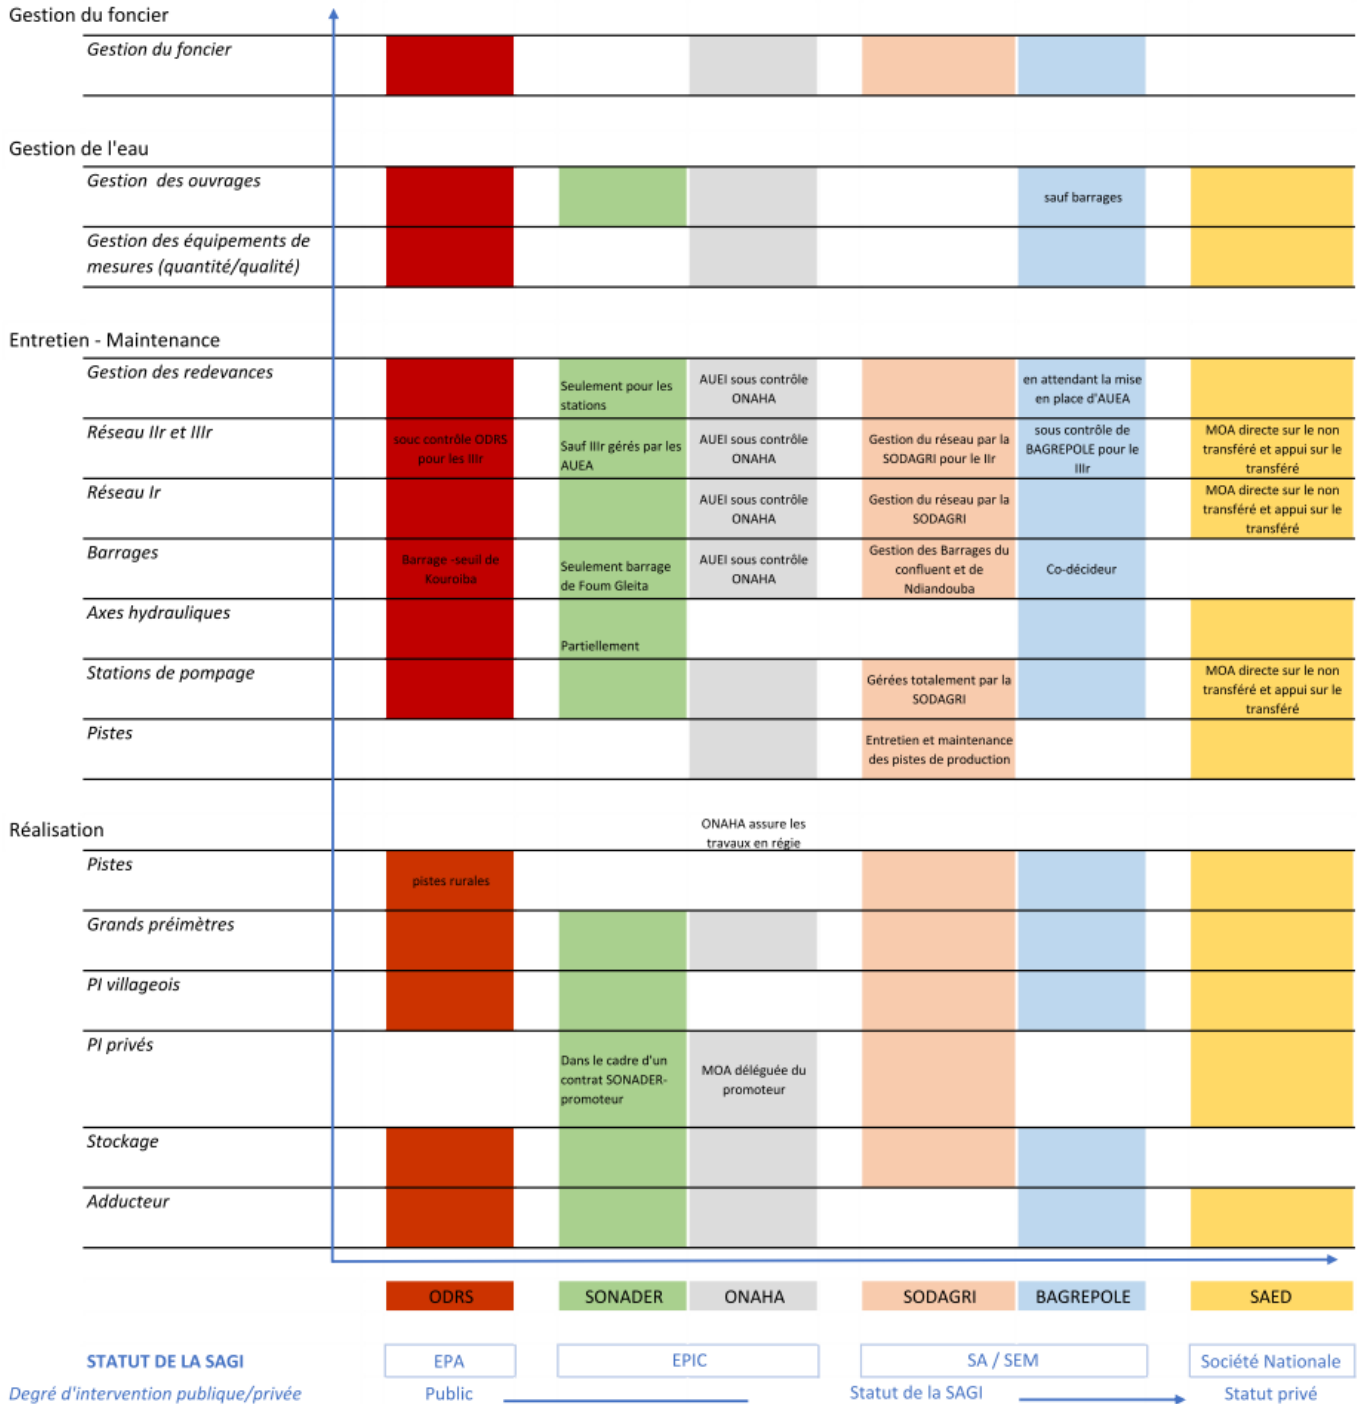 Gestion du foncier
Gestion du foncier
Gestion de l'eau
Gestion des ouvrages
sauf barrages
Gestion des équipements de
mesures (quantité/qualité)
Entretien - Maintenance
Gestion des redevances
Seulement pour les
stations
AUEI sous contrôle
ONAHA
en attendant la mise
en place d'AUEA
Réseau IIr et IIIr
souc contrôle ODRS
pour les IIIr
Sauf IIIr gérés par les
AUEA
AUEI sous contrôle
ONAHA
Gestion du réseau par la
SODAGRI pour le IIr
sous contrôle de
BAGREPOLE pour le
IIIr
MOA directe sur le non
transféré et appui sur le
transféré
Réseau Ir
AUEI sous contrôle
ONAHA
Gestion du réseau par la
SODAGRI
MOA directe sur le non
transféré et appui sur le
transféré
Barrages
Barrage -seuil de
Kouroiba
Seulement barrage
de Foum Gleita
AUEI sous contrôle
ONAHA
Gestion des Barrages du
confluent et de
Ndiandouba
Co-décideur
Axes hydrauliques
Partiellement
Stations de pompage
Gérées totalement par la
SODAGRI
MOA directe sur le non
transféré et appui sur le
transféré
Pistes
Entretien et maintenance
des pistes de production
Réalisation
ONAHA assure les
travaux en régie
Pistes
pistes rurales
Grands préimètres
PI villageois
PI privés
Dans le cadre d'un
contrat SONADER-
promoteur
MOA déléguée du
promoteur
Stockage
Adducteur
ODRS SONADER ONAHA SODAGRI BAGREPOLE SAED
STATUT DE LA SAGI EPA EPIC SA / SEM Société Nationale
Degré d'intervention publique/privée Public Statut de la SAGI Statut privé